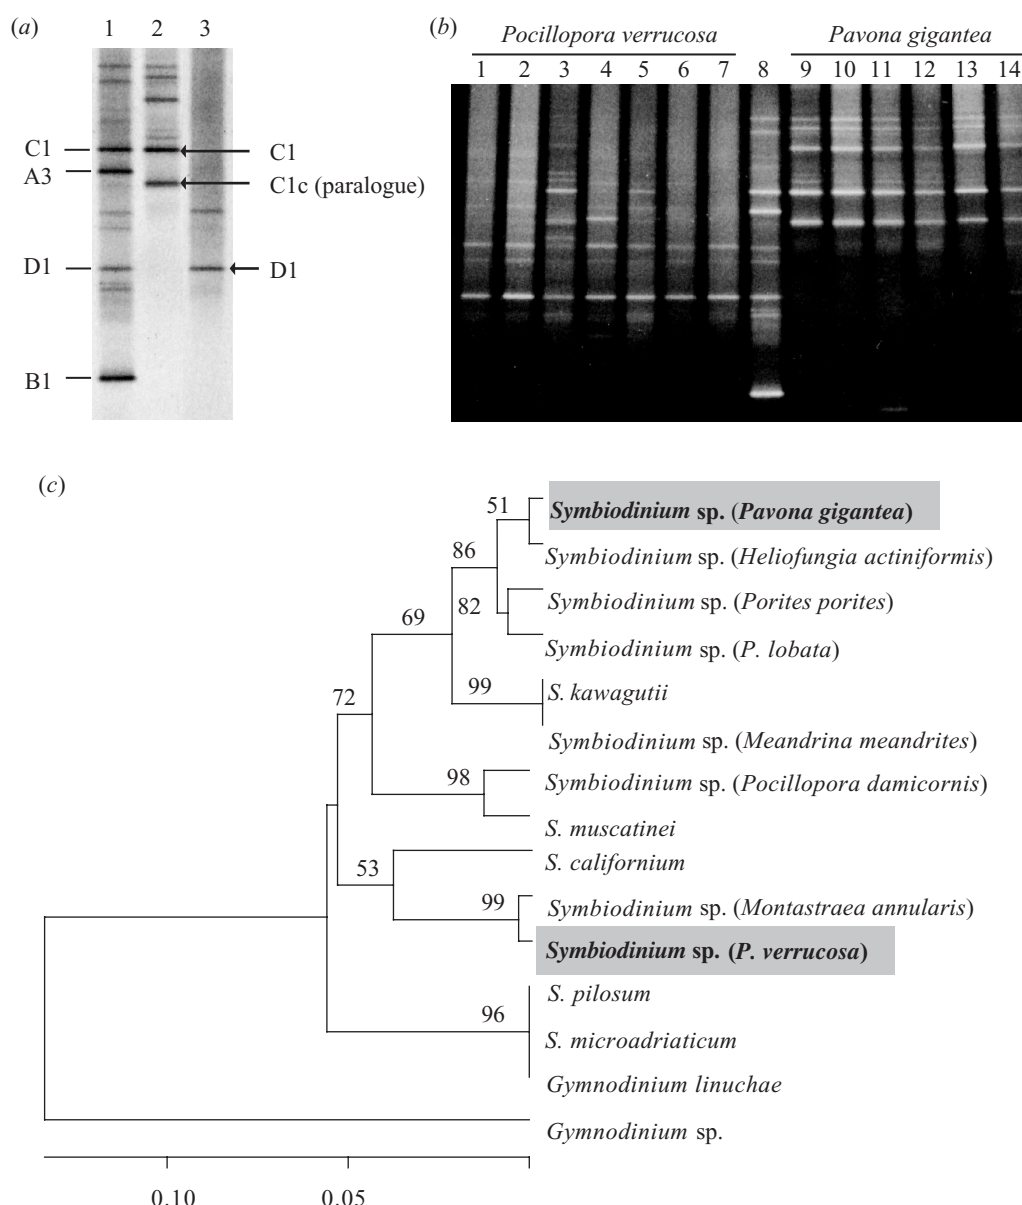 (a)
1 2 3
C1
A3
D1
B1
C1
C1c (paralogue)
D1
(b)
Pocillopora verrucosa
Pavona gigantea
1 2 3 4 5 6 7 8 9 10 11 12 13 14
(c)
51
Symbiodinium sp. (Pavona gigantea)
86
Symbiodinium sp. (Heliofungia actiniformis)
69
82
Symbiodinium sp. (Porites porites)
Symbiodinium sp. (P. lobata)
72
99
S. kawagutii
Symbiodinium sp. (Meandrina meandrites)
98
Symbiodinium sp. (Pocillopora damicornis)
S. muscatinei
53
S. californium
99
Symbiodinium sp. (Montastraea annularis)
Symbiodinium sp. (P. verrucosa)
S. pilosum
96
S. microadriaticum
Gymnodinium linuchae
Gymnodinium sp.
0.10 0.05